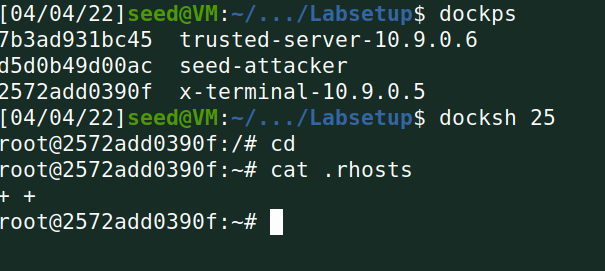 [04/04/22]seed@VM:~/.../Labsetup$ dockps
7b3ad931bc45  trusted-server-10.9.0.6
d5d0b49d00ac  seed-attacker
2572add0390f  x-terminal-10.9.0.5
[04/04/22]seed@VM:~/.../Labsetup$ docksh 25
root@2572add0390f:/# cd
root@2572add0390f:~# cat .rhosts
+ +
root@2572add0390f:~#